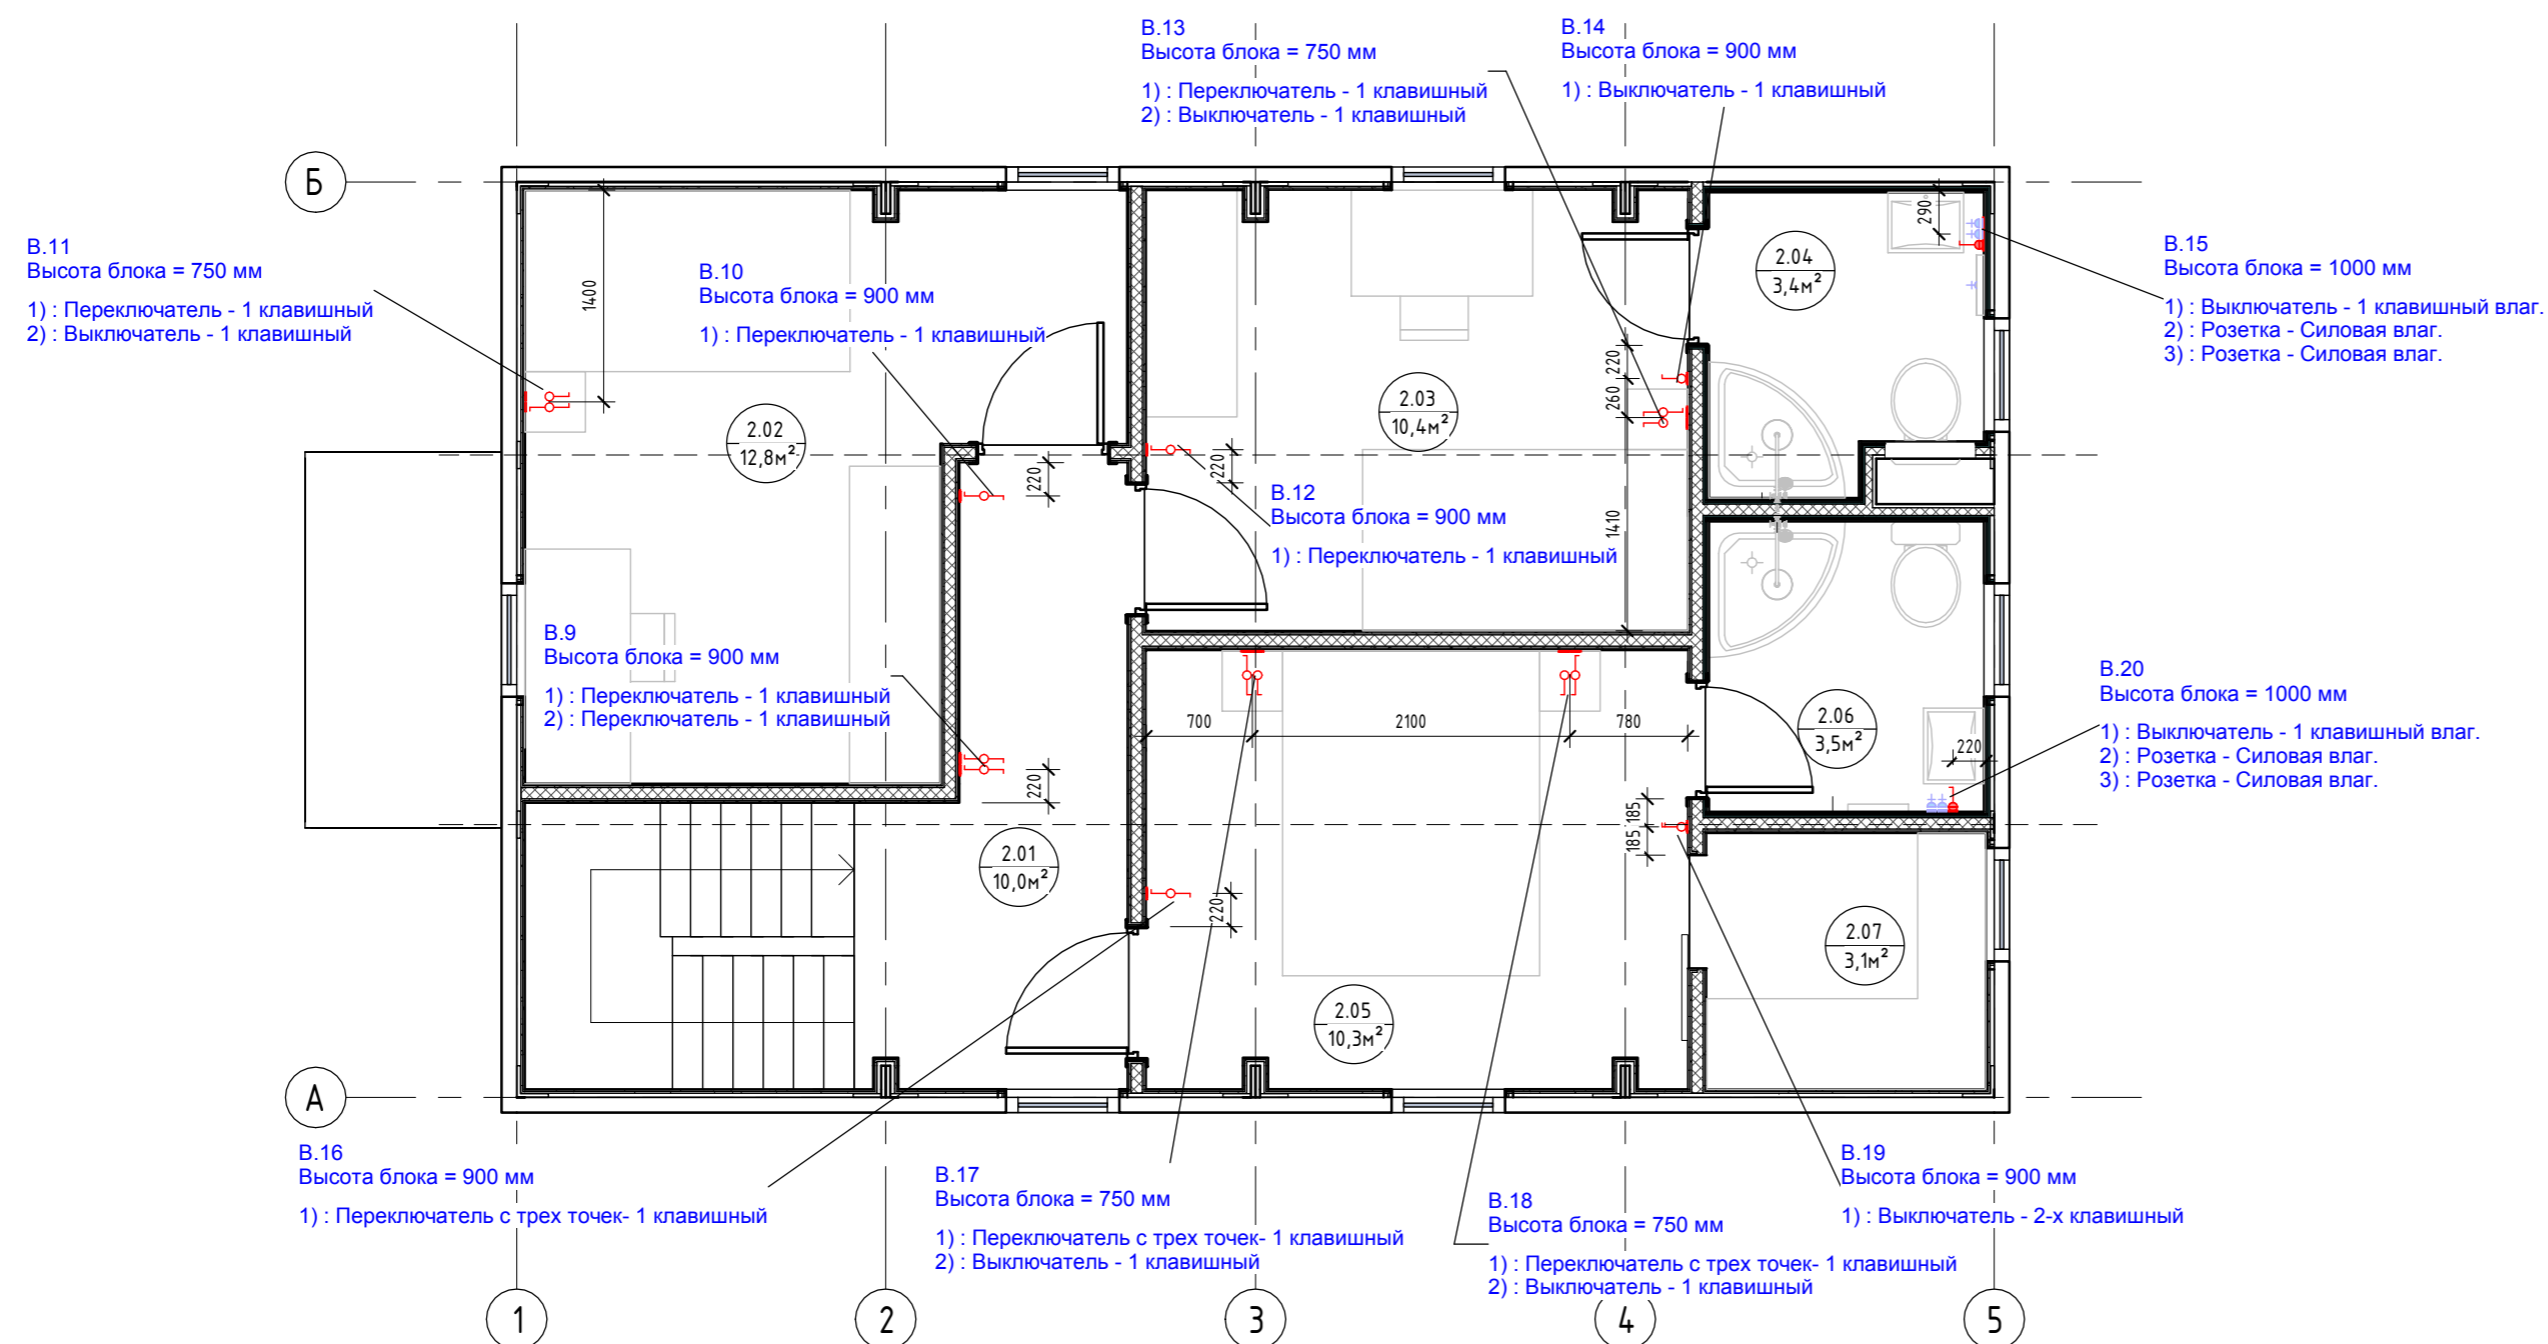 В.13
Высота блока = 750 мм
1) : Переключатель - 1 клавишный
2) : Выключатель - 1 клавишный
В.14
Высота блока = 900 мм
1) : Выключатель - 1 клавишный
Б
В.11
Высота блока = 750 мм
1) : Переключатель - 1 клавишный
2) : Выключатель - 1 клавишный
1400
В.10
Высота блока = 900 мм
1) : Переключатель - 1 клавишный
290
2.04
3,4м²
В.15
Высота блока = 1000 мм
1) : Выключатель - 1 клавишный влаг.
2) : Розетка - Силовая влаг.
3) : Розетка - Силовая влаг.
220
260
2.02
12,8м²
2.03
10,4м²
220
220
1410
В.12
Высота блока = 900 мм
1) : Переключатель - 1 клавишный
В.9
Высота блока = 900 мм
1) : Переключатель - 1 клавишный
2) : Переключатель - 1 клавишный
220
700
2100
780
2.06
3,5м²
220
В.20
Высота блока = 1000 мм
1) : Выключатель - 1 клавишный влаг.
2) : Розетка - Силовая влаг.
3) : Розетка - Силовая влаг.
185
185
2.01
10,0м²
220
2.07
3,1м²
2.05
10,3м²
А
В.16
Высота блока = 900 мм
1) : Переключатель с трех точек- 1 клавишный
В.17
Высота блока = 750 мм
1) : Переключатель с трех точек- 1 клавишный
2) : Выключатель - 1 клавишный
В.18
Высота блока = 750 мм
1) : Переключатель с трех точек- 1 клавишный
2) : Выключатель - 1 клавишный
В.19
Высота блока = 900 мм
1) : Выключатель - 2-х клавишный
1
2
3
4
5